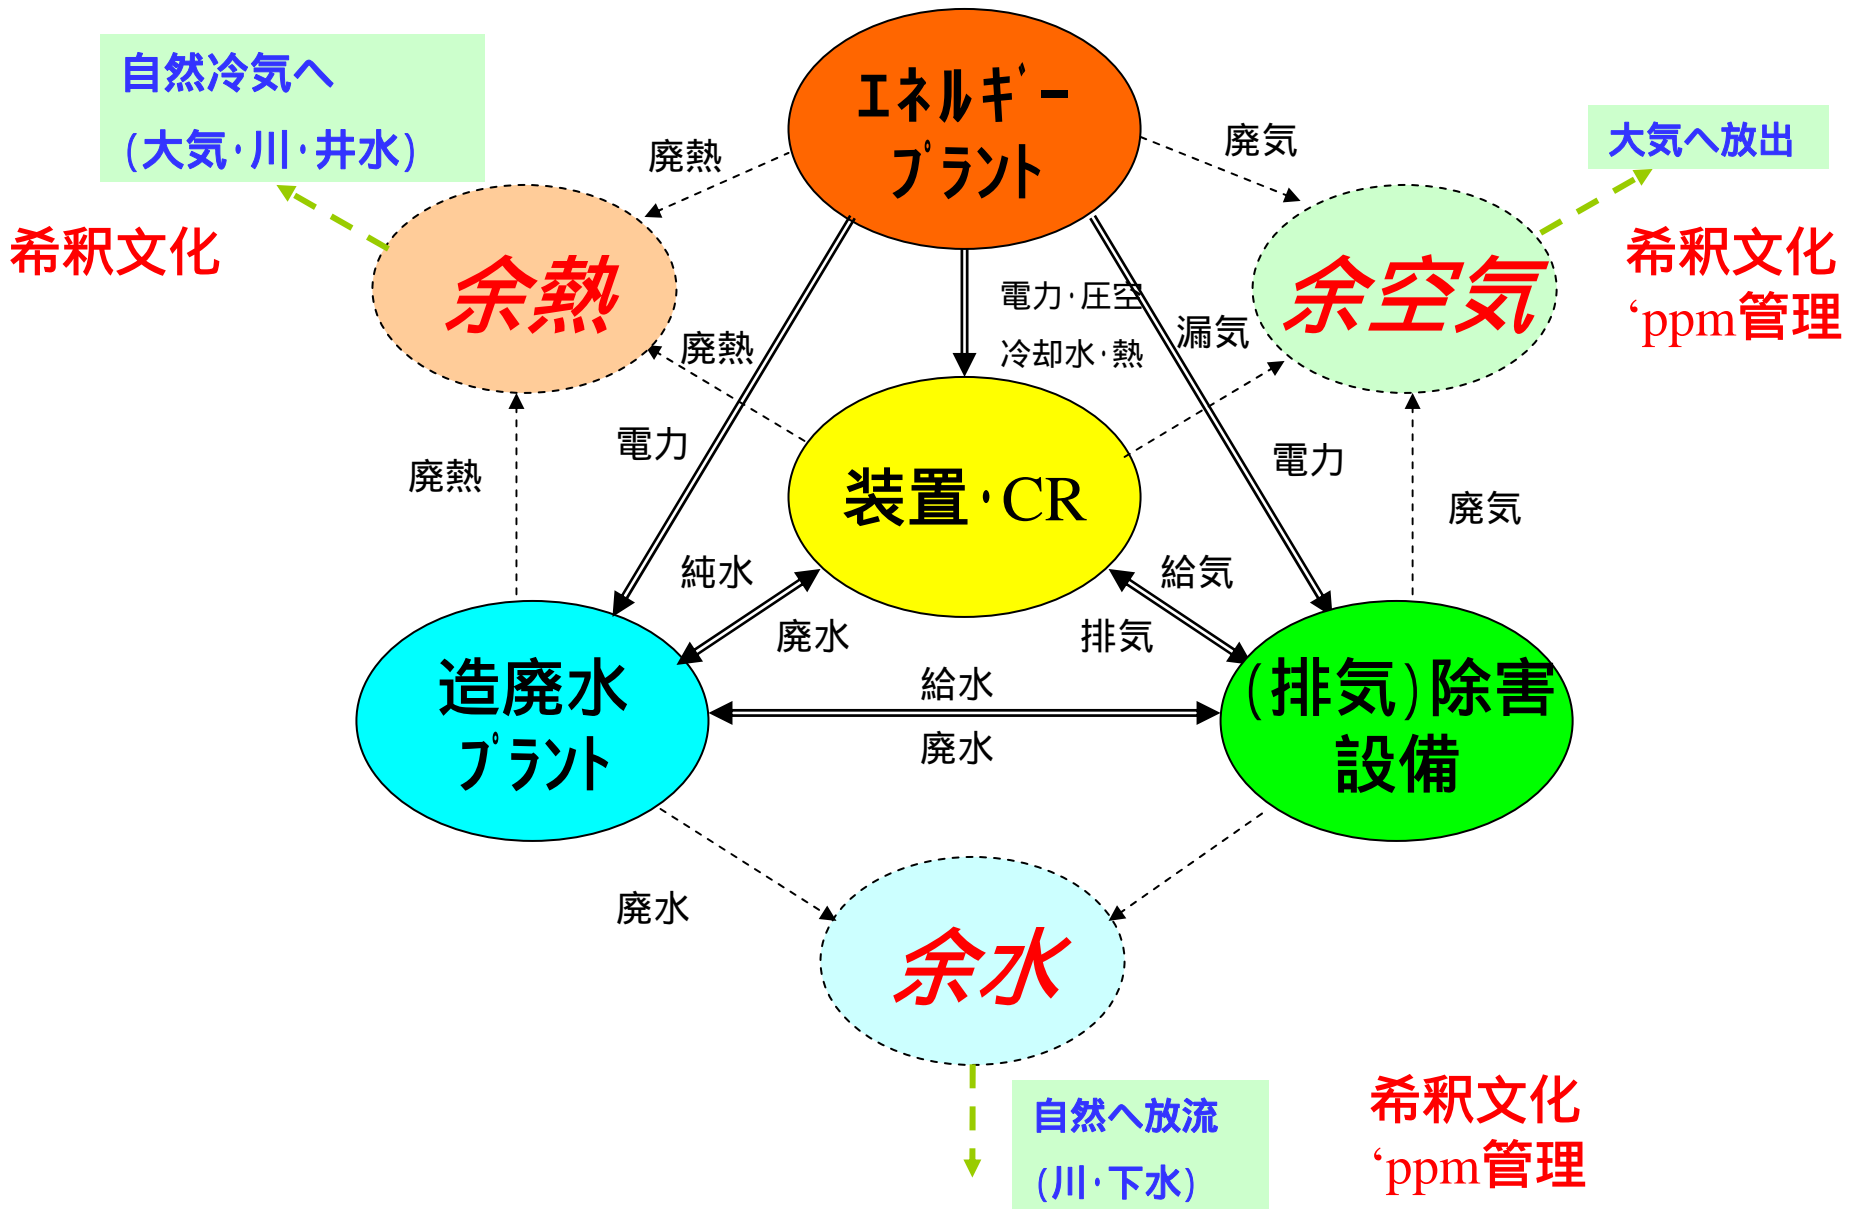 自然冷気へ
(大気･川･井水)
ｴﾈﾙｷﾞｰ
ﾌﾟﾗﾝﾄ
大気へ放出
廃熱
廃気
希釈文化
余熱
余空気
希釈文化
‘ppm管理
電力･圧空
冷却水･熱
漏気
廃熱
電力
電力
廃熱
装置･CR
廃気
純水
給気
廃水
排気
造廃水
ﾌﾟﾗﾝﾄ
給水
廃水
(排気)除害
設備
廃水
余水
自然へ放流
(川･下水)
希釈文化
‘ppm管理